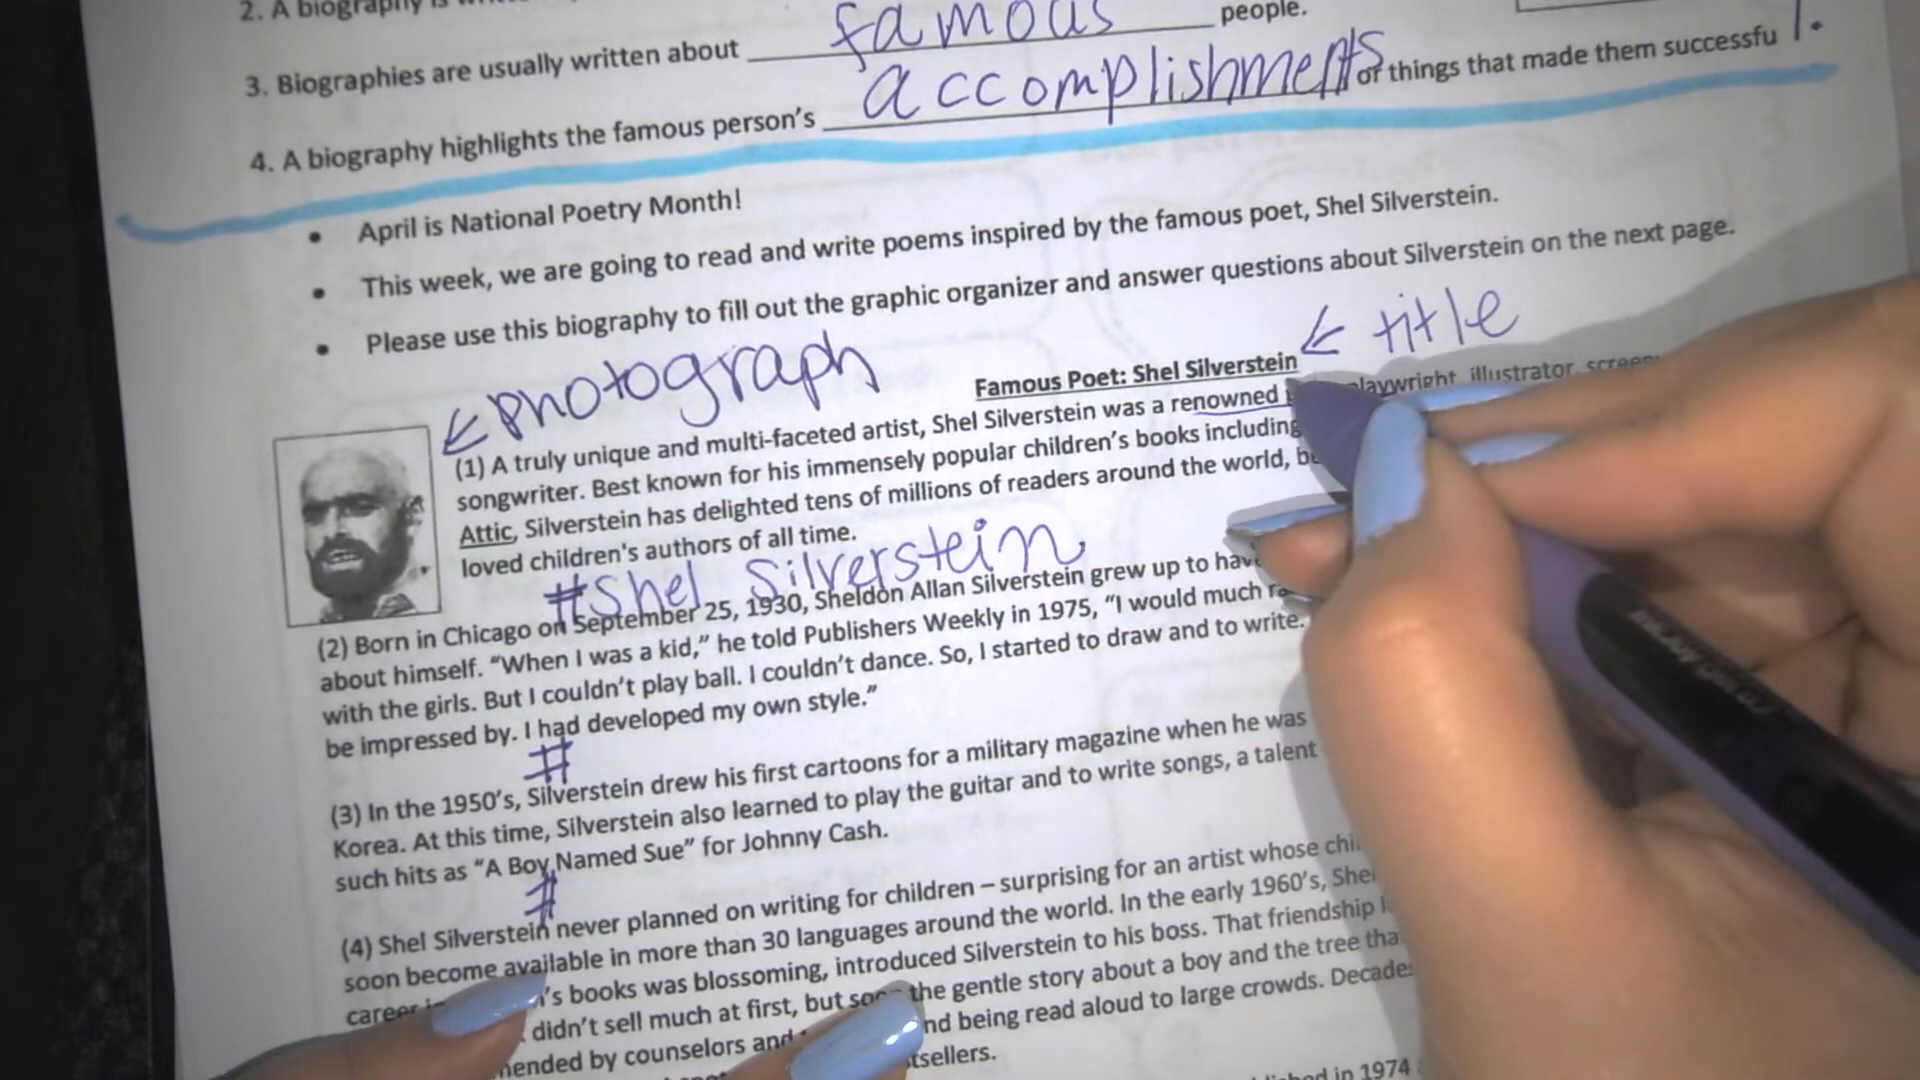 2. A biography is
3. Biographies are usually written about famous people.
4. A biography highlights the famous person's accomplishments or things that made them successful.
• April is National Poetry Month!
• This week, we are going to read and write poems inspired by the famous poet, Shel Silverstein.
• Please use this biography to fill out the graphic organizer and answer questions about Silverstein on the next page.
← photograph
Famous Poet: Shel Silverstein ← title
(1) A truly unique and multi-faceted artist, Shel Silverstein was a renowned playwright, illustrator,
songwriter. Best known for his immensely popular children's books including
Attic, Silverstein has delighted tens of millions of readers around the world,
loved children's authors of all time.
#Shel Silverstein
(2) Born in Chicago on September 25, 1930, Sheldon Allan Silverstein grew up to
about himself. "When I was a kid," he told Publishers Weekly in 1975, "I would much
with the girls. But I couldn't play ball. I couldn't dance. So, I started to draw and to write.
be impressed by. I had developed my own style."
#
(3) In the 1950's, Silverstein drew his first cartoons for a military magazine when he was
Korea. At this time, Silverstein also learned to play the guitar and to write songs, a talent
such hits as "A Boy Named Sue" for Johnny Cash.
#
(4) Shel Silverstein never planned on writing for children – surprising for an artist whose
soon become available in more than 30 languages around the world. In the early 1960's,
career 's books was blossoming, introduced Silverstein to his boss. That friendship
didn't sell much at first, but the gentle story about a boy and the tree
by counselors and being read aloud to large crowds.
in 1974